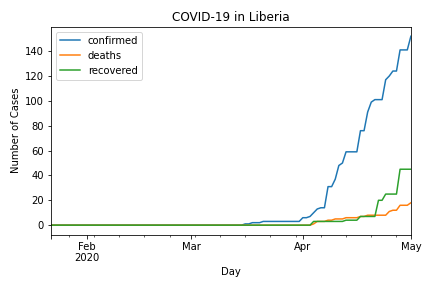 COVID-19 in Liberia
confirmed
deaths
recovered
Number of Cases
140
120
100
80
60
40
20
0
Feb
2020
Mar
Apr
May
Day